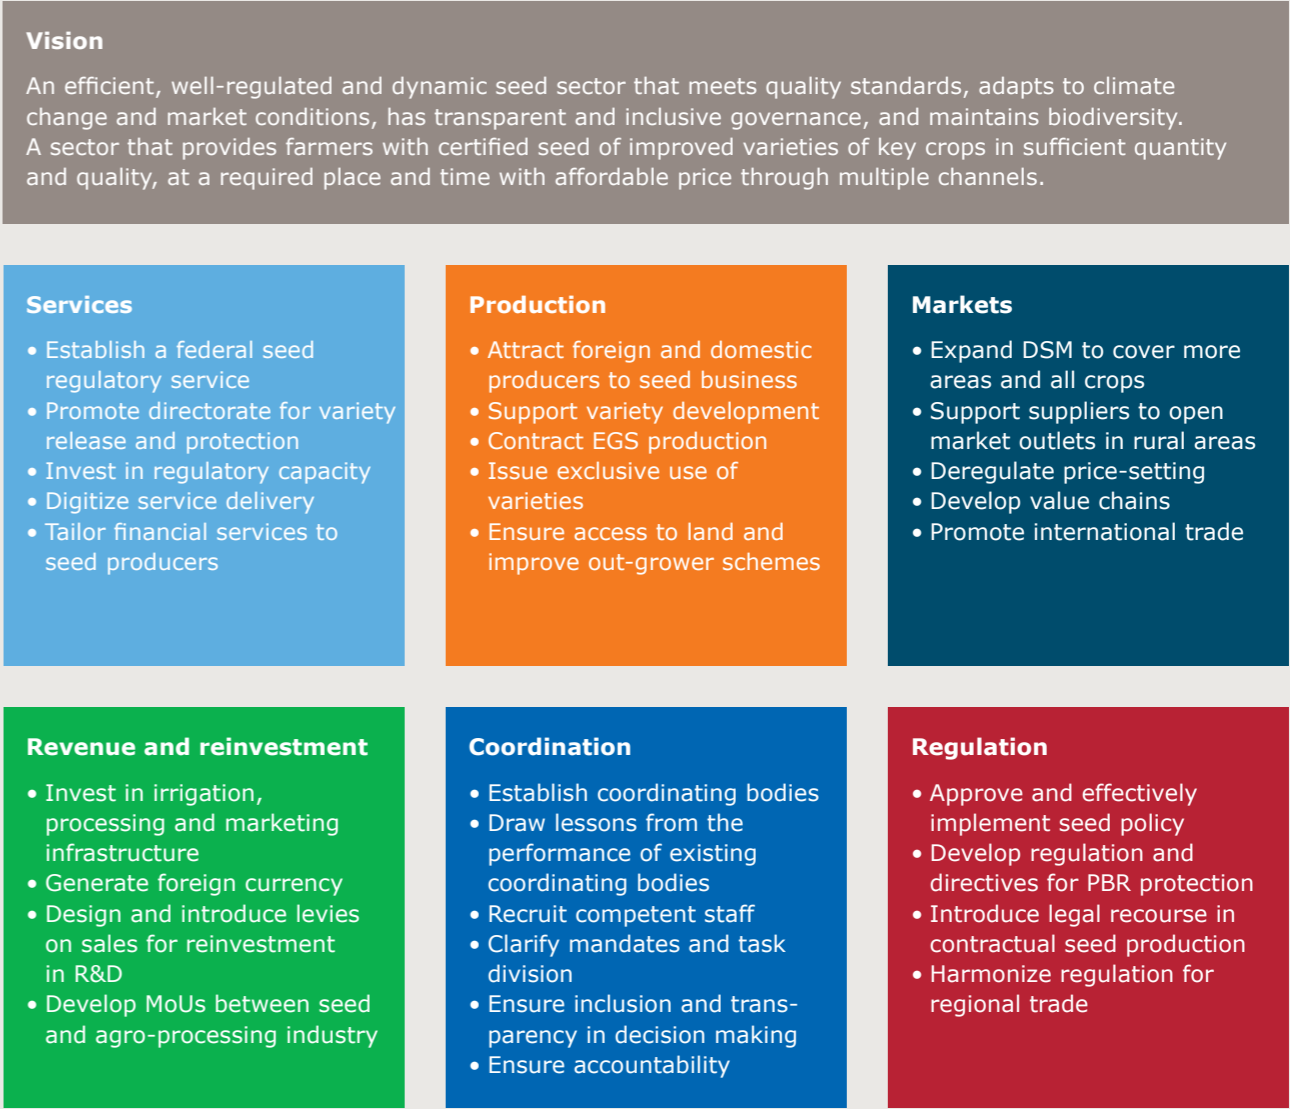 Vision
An efficient, well-regulated and dynamic seed sector that meets quality standards, adapts to climate
change and market conditions, has transparent and inclusive governance, and maintains biodiversity.
A sector that provides farmers with certified seed of improved varieties of key crops in sufficient quantity
and quality, at a required place and time with affordable price through multiple channels.
Services
• Establish a federal seed
regulatory service
• Promote directorate for variety
release and protection
• Invest in regulatory capacity
• Digitize service delivery
• Tailor financial services to
seed producers
Production
• Attract foreign and domestic
producers to seed business
• Support variety development
• Contract EGS production
• Issue exclusive use of
varieties
• Ensure access to land and
improve out-grower schemes
Markets
• Expand DSM to cover more
areas and all crops
• Support suppliers to open
market outlets in rural areas
• Deregulate price-setting
• Develop value chains
• Promote international trade
Revenue and reinvestment
• Invest in irrigation,
processing and marketing
infrastructure
• Generate foreign currency
• Design and introduce levies
on sales for reinvestment
in R&D
• Develop MoUs between seed
and agro-processing industry
Coordination
• Establish coordinating bodies
• Draw lessons from the
performance of existing
coordinating bodies
• Recruit competent staff
• Clarify mandates and task
division
• Ensure inclusion and trans-
parency in decision making
• Ensure accountability
Regulation
• Approve and effectively
implement seed policy
• Develop regulation and
directives for PBR protection
• Introduce legal recourse in
contractual seed production
• Harmonize regulation for
regional trade